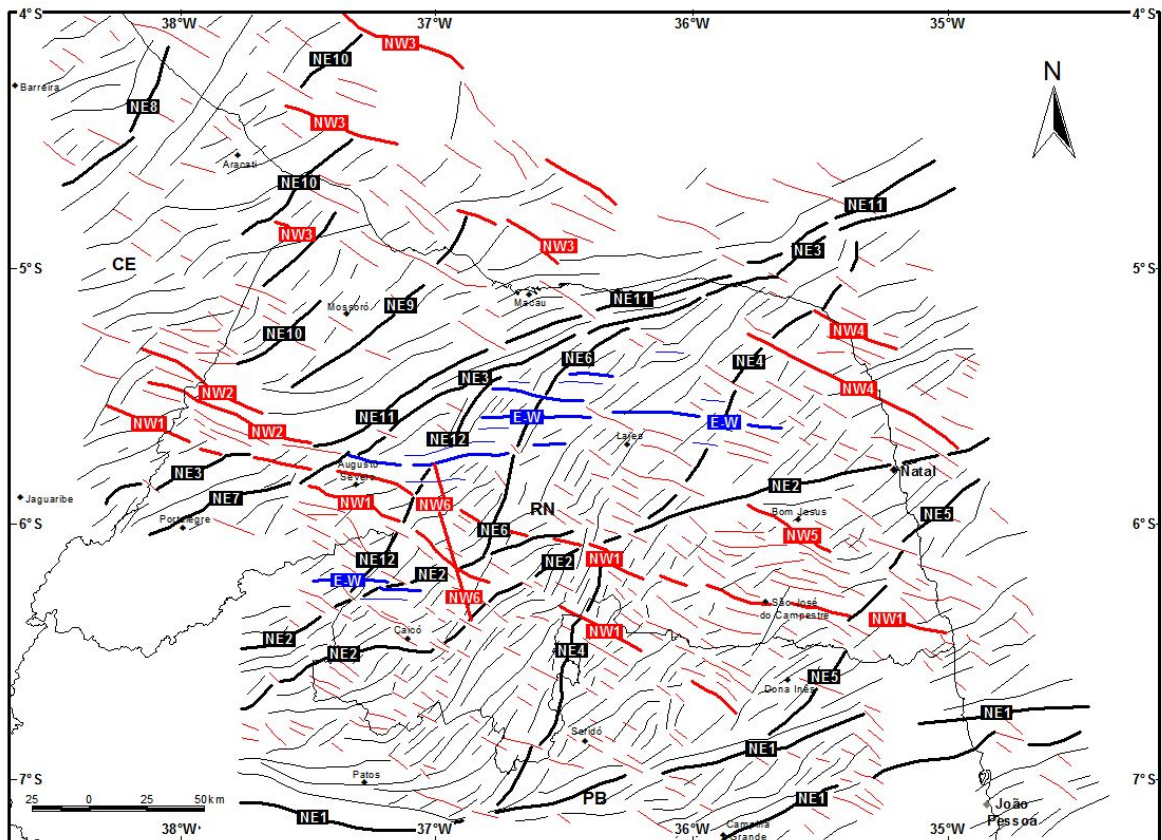 38°W 37°W 36°W 35°W
4°S 4°S
NW3
NE10
Barreira
NE8
NW3
Aracati
NE10
NE11
NW3
NW3
NE3
CE
5°S 5°S
Macau
NE11
NE9
Mossoró
NE10
NW4
NE6
NE4
NE3
NW4
NW2
NE11
E-W
E-W
NW1
NW2
NE12
Lajes
Augusto
Severo
NE3
Natal
NE2
Jaguaribe
NE7
NW1
NW6
RN
Bom Jesus
NE5
Portalegre
6°S 6°S
NE6
NW5
NE12
NW1
NE2
NE2
E-W
NW6
São José
do Campestre
NW1
NE2
Caicó
NW1
NE2
NE4
NE5
Dona Inês
NE1
Seridó
NE1
Patos
7°S 7°S
25 0 25 50km
PB
NE1
João
Pessoa
NE1
Campina
Grande
38°W 37°W 36°W 35°W
N